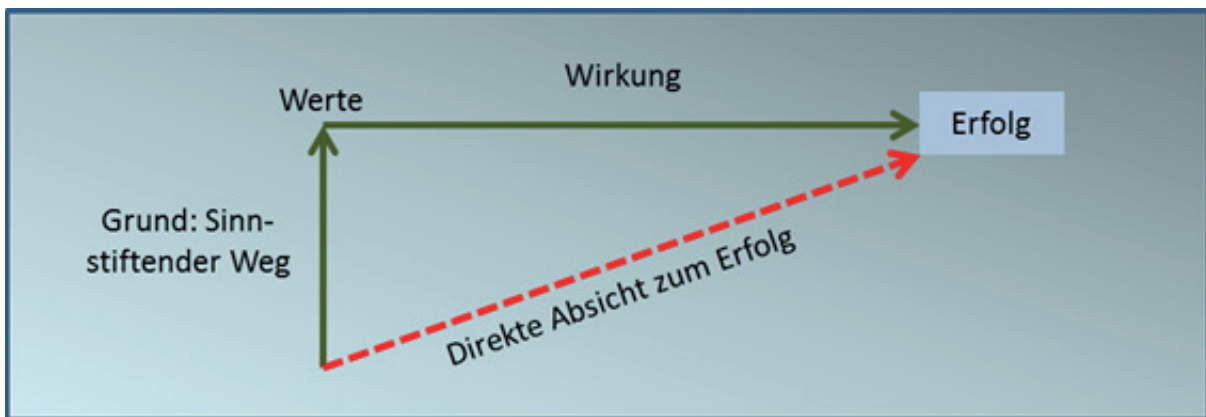 Wirkung
Werte
Erfolg
Grund: Sinn-
stiftender Weg
Direkte Absicht zum Erfolg